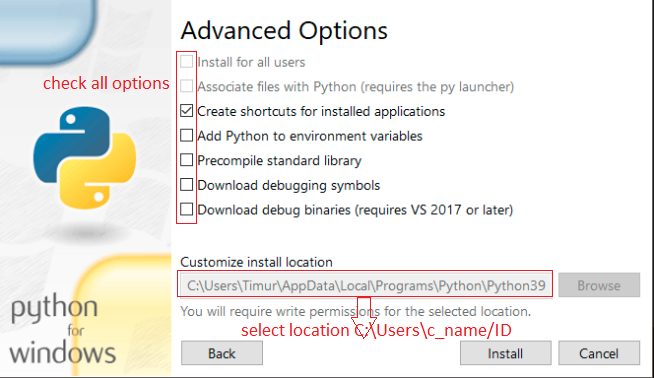 Advanced Options
Install for all users
check all options
Associate files with Python (requires the py launcher)
Create shortcuts for installed applications
Add Python to environment variables
Precompile standard library
Download debugging symbols
Download debug binaries (requires VS 2017 or later)
Customize install location
C:\Users\Timur\AppData\Local\Programs\Python\Python39
Browse
You will require write permissions for the selected location.
select location C:\Users\c_name/ID
python
for
windows
Back
Install
Cancel